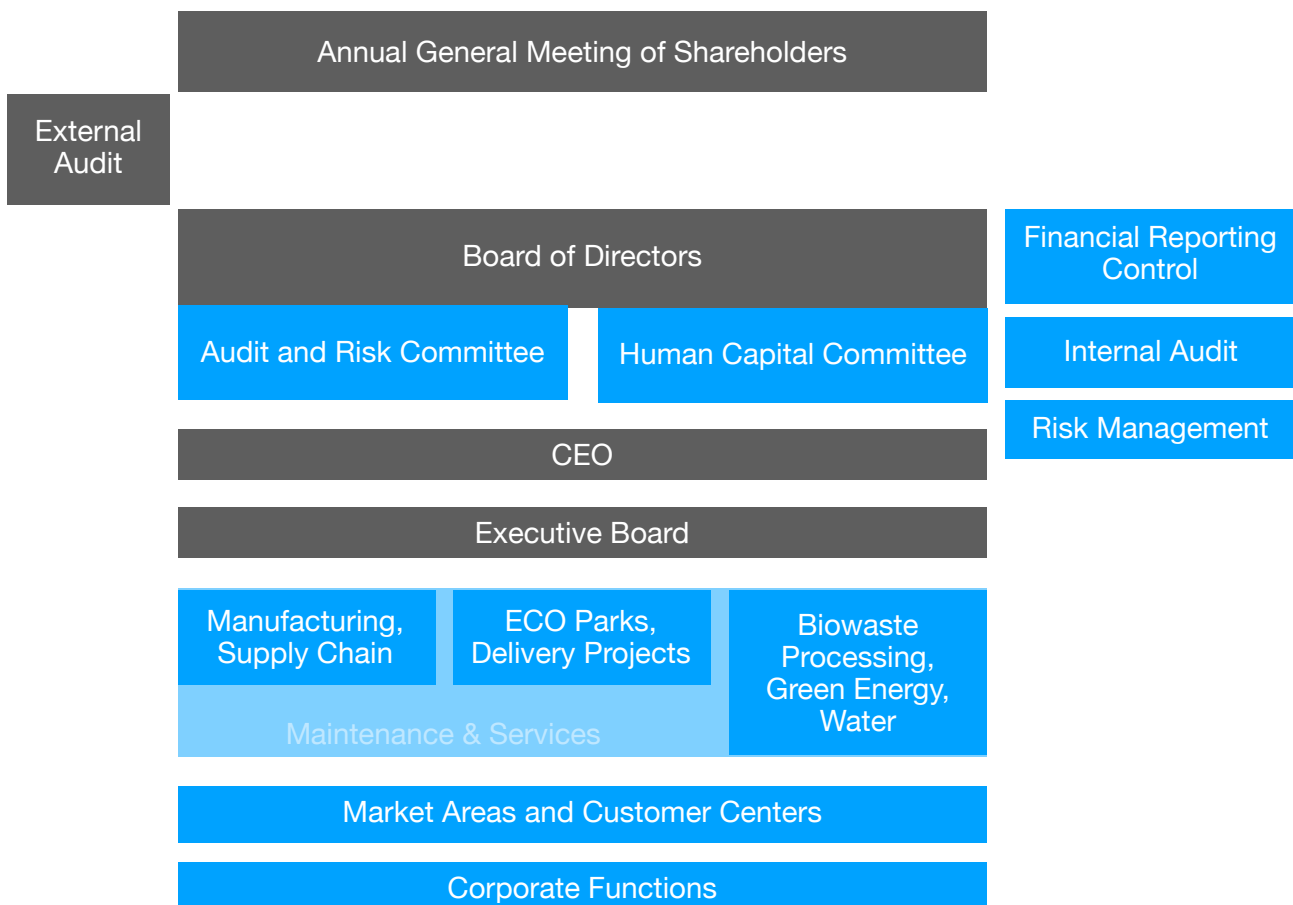 Annual General Meeting of Shareholders
External
Audit
Board of Directors
Financial Reporting
Control
Audit and Risk Committee
Human Capital Committee
Internal Audit
Risk Management
CEO
Executive Board
Manufacturing,
Supply Chain
ECO Parks,
Delivery Projects
Biowaste
Processing,
Green Energy,
Water
Maintenance & Services
Market Areas and Customer Centers
Corporate Functions